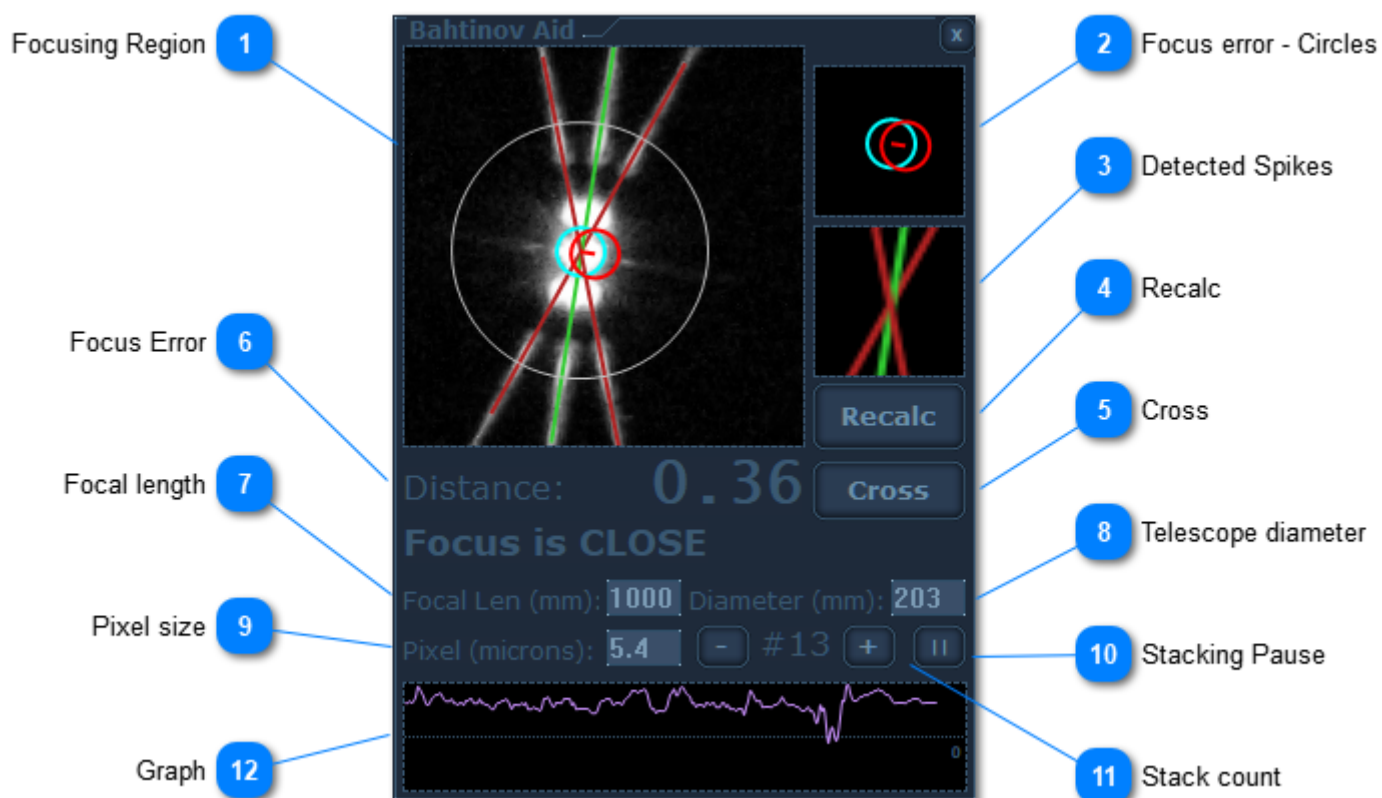 Bahtinov Aid
x
Focusing Region 1
2 Focus error - Circles
3 Detected Spikes
4 Recalc
Recalc
6 Focus Error
5 Cross
Distance: 0.36 Cross
7 Focal length
Focus is CLOSE
8 Telescope diameter
Focal Len (mm): 1000 Diameter (mm): 203
Pixel size 9
Pixel (microns): 5.4 - #13 + II
10 Stacking Pause
0
Graph 12
11 Stack count